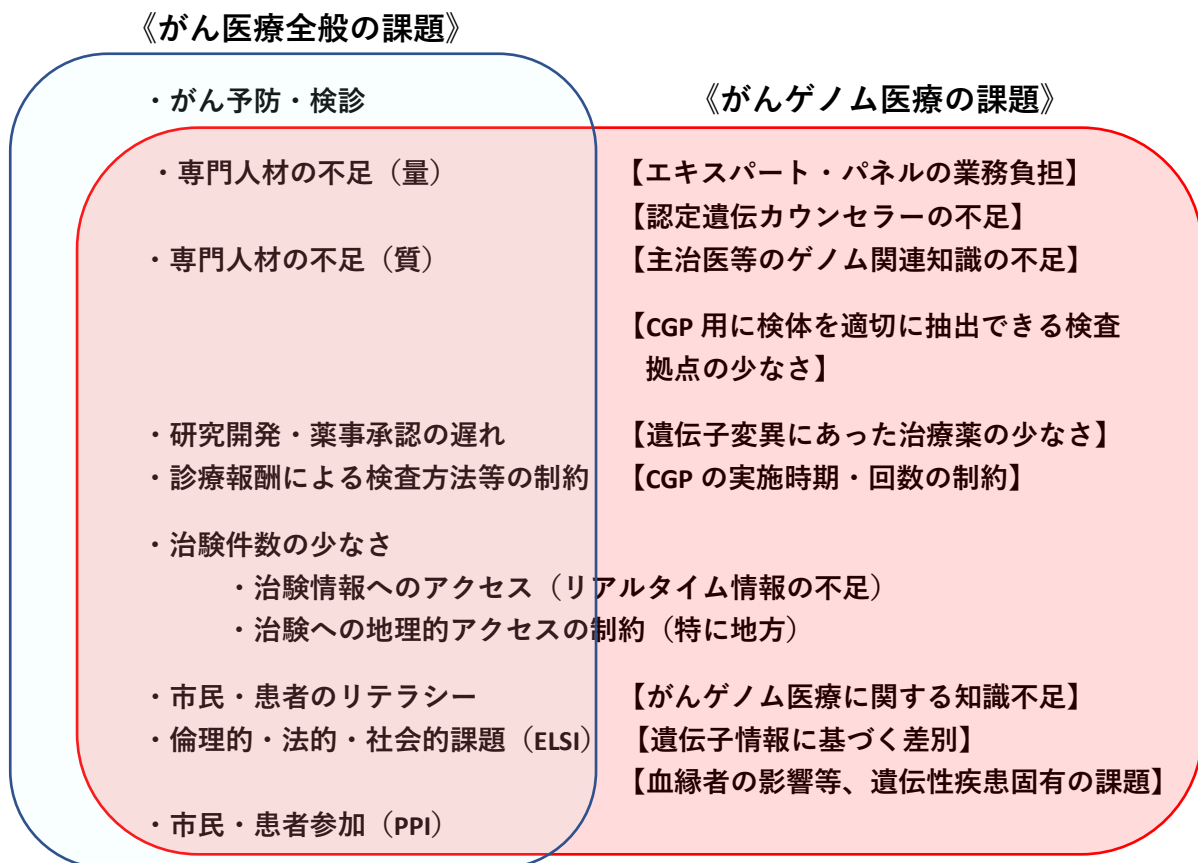 《がん医療全般の課題》
・がん予防・検診
《がんゲノム医療の課題》
・専門人材の不足（量）
【エキスパート・パネルの業務負担】
【認定遺伝カウンセラーの不足】
・専門人材の不足（質）
【主治医等のゲノム関連知識の不足】
【CGP 用に検体を適切に抽出できる検査
拠点の少なさ】
・研究開発・薬事承認の遅れ
【遺伝子変異にあった治療薬の少なさ】
・診療報酬による検査方法等の制約
【CGP の実施時期・回数の制約】
・治験件数の少なさ
・治験情報へのアクセス（リアルタイム情報の不足）
・治験への地理的アクセスの制約（特に地方）
・市民・患者のリテラシー
【がんゲノム医療に関する知識不足】
・倫理的・法的・社会的課題（ELSI）
【遺伝子情報に基づく差別】
【血縁者の影響等、遺伝性疾患固有の課題】
・市民・患者参加（PPI）